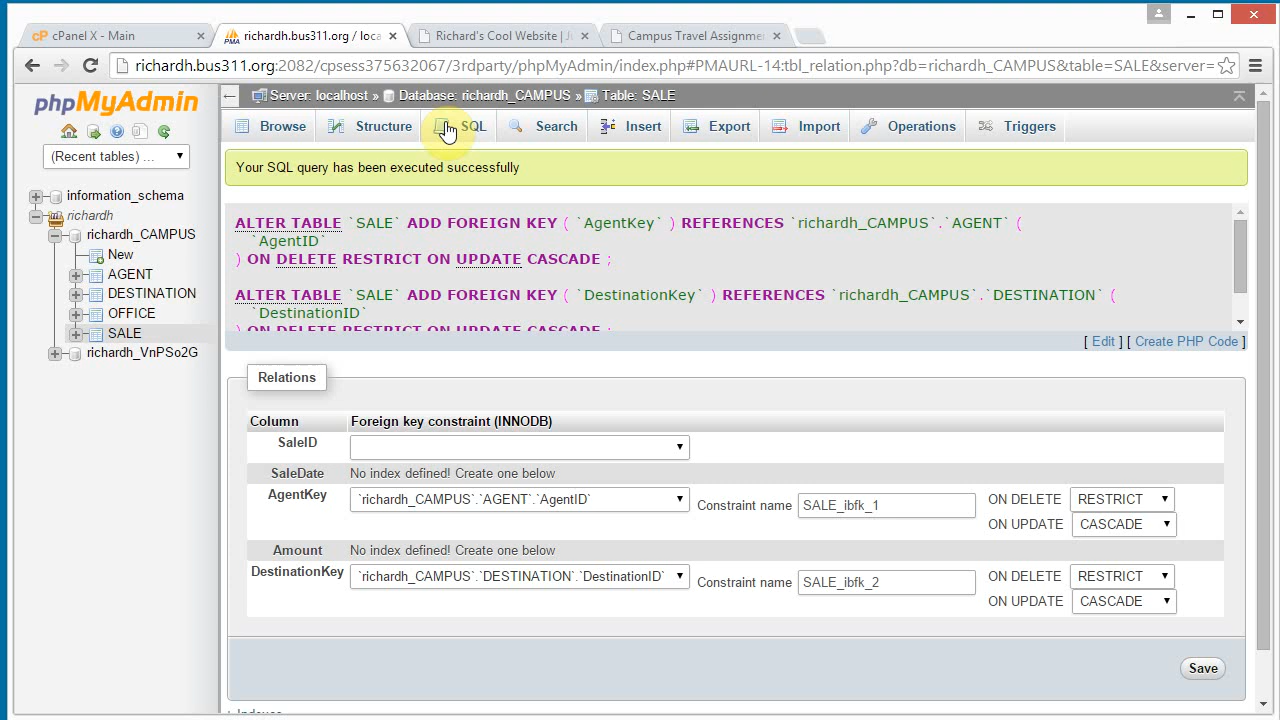 cPanel X - Main
richardh.bus311.org / loca
Richard's Cool Website | J
Campus Travel Assignme
richardh.bus311.org:2082/cpsess375632067/3rdparty/phpMyAdmin/index.php#PMAURL-14:tbl_relation.php?db=richardh_CAMPUS&table=SALE&server=
phpMyAdmin
(Recent tables) ...
information_schema
richardh
richardh_CAMPUS
New
AGENT
DESTINATION
OFFICE
SALE
richardh_VnPSo2G
Server: localhost » Database: richardh_CAMPUS » Table: SALE
Browse Structure SQL Search Insert Export Import Operations Triggers
Your SQL query has been executed successfully
ALTER TABLE `SALE` ADD FOREIGN KEY ( `AgentKey` ) REFERENCES `richardh_CAMPUS`.`AGENT` (
`AgentID`
) ON DELETE RESTRICT ON UPDATE CASCADE ;
ALTER TABLE `SALE` ADD FOREIGN KEY ( `DestinationKey` ) REFERENCES `richardh_CAMPUS`.`DESTINATION` (
`DestinationID`
) ON DELETE RESTRICT ON UPDATE CASCADE ;
[ Edit ] [ Create PHP Code ]
Relations
Column Foreign key constraint (INNODB)
SaleID
SaleDate No index defined! Create one below
AgentKey `richardh_CAMPUS`.`AGENT`.`AgentID` Constraint name SALE_ibfk_1 ON DELETE RESTRICT
ON UPDATE CASCADE
Amount No index defined! Create one below
DestinationKey `richardh_CAMPUS`.`DESTINATION`.`DestinationID` Constraint name SALE_ibfk_2 ON DELETE RESTRICT
ON UPDATE CASCADE
Save
+ Indexes